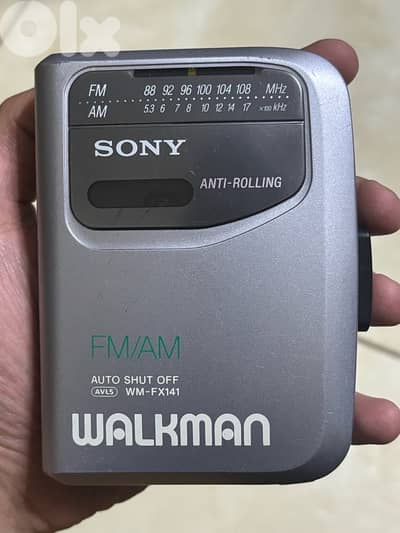 OLX
FM 88 92 96 100 104 108 MHz
AM 5.3 6 7 8 10 12 14 17 ×100 kHz
SONY
ANTI-ROLLING
FM/AM
AUTO SHUT OFF
AVLS WM-FX141
WALKMAN